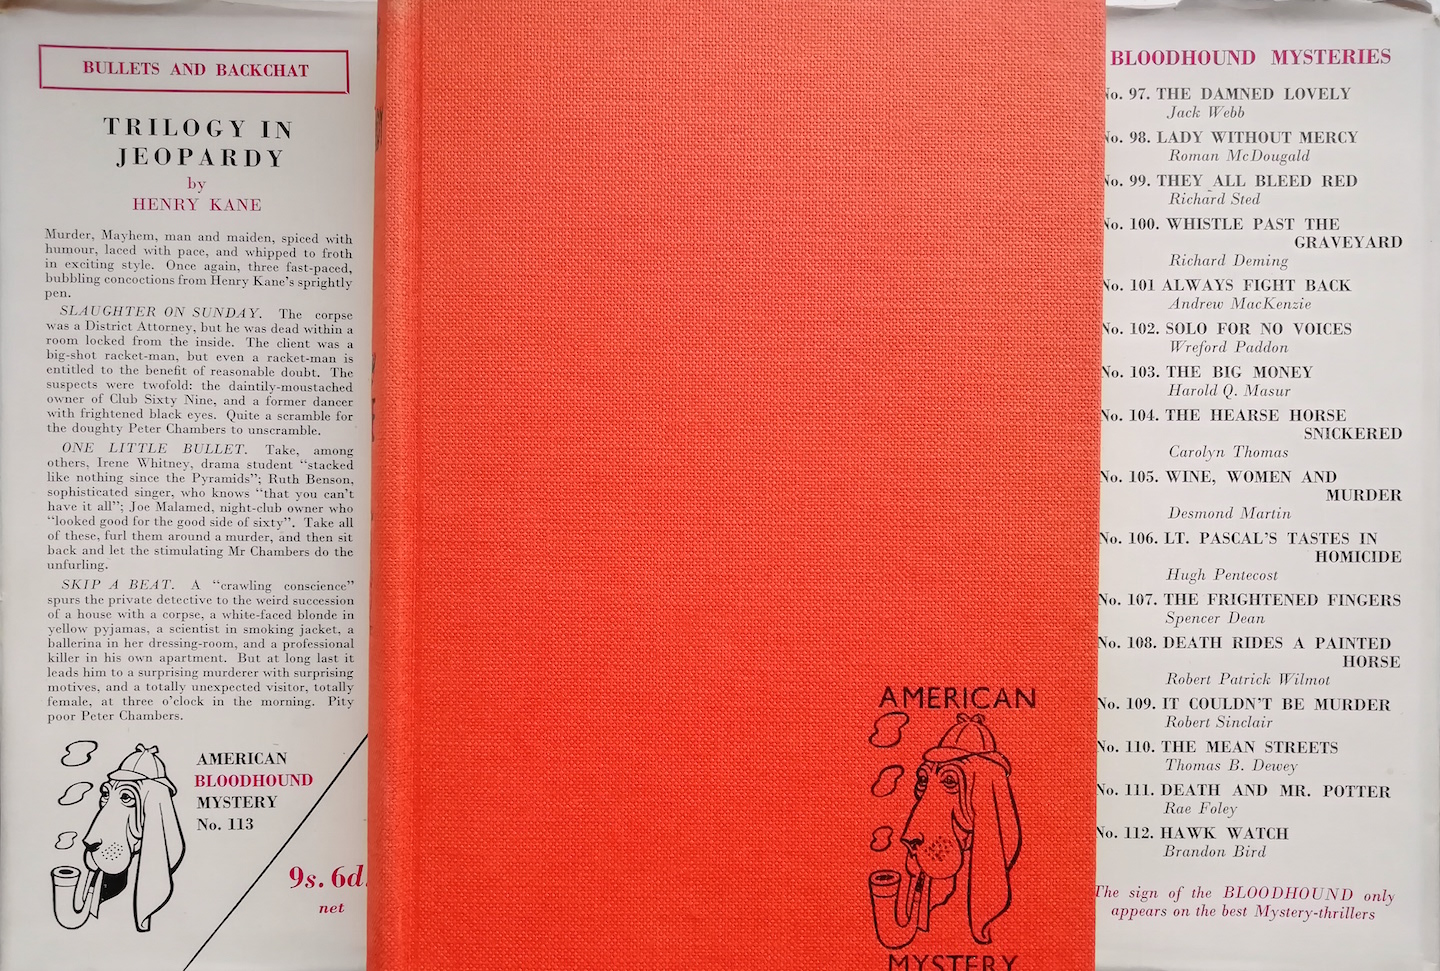 BULLETS AND BACKCHAT
TRILOGY IN
JEOPARDY
by
HENRY KANE
Murder, Mayhem, man and maiden, spiced with
humour, laced with pace, and whipped to froth
in exciting style. Once again, three fast-paced,
bubbling concoctions from Henry Kane's sprightly
pen.
SLAUGHTER ON SUNDAY. The corpse
was a District Attorney, but he was dead within a
room locked from the inside. The client was a
big-shot racket-man, but even a racket-man is
entitled to the benefit of reasonable doubt. The
suspects were twofold: the daintily-moustached
owner of Club Sixty Nine, and a former dancer
with frightened black eyes. Quite a scramble for
the doughty Peter Chambers to unscramble.
ONE LITTLE BULLET. Take, among
others, Irene Whitney, drama student “stacked
like nothing since the Pyramids”; Ruth Benson,
sophisticated singer, who knows “that you can't
have it all”; Joe Malamed, night-club owner who
“looked good for the good side of sixty”. Take all
of these, furl them around a murder, and then sit
back and let the stimulating Mr Chambers do the
unfurling.
SKIP A BEAT. A “crawling conscience”
spurs the private detective to the weird succession
of a house with a corpse, a white-faced blonde in
yellow pyjamas, a scientist in smoking jacket, a
ballerina in her dressing-room, and a professional
killer in his own apartment. But at long last it
leads him to a surprising murderer with surprising
motives, and a totally unexpected visitor, totally
female, at three o'clock in the morning. Pity
poor Peter Chambers.
AMERICAN
BLOODHOUND
MYSTERY
No. 113
9s. 6d.
net
AMERICAN
MYSTERY
BLOODHOUND MYSTERIES
No. 97. THE DAMNED LOVELY
Jack Webb
No. 98. LADY WITHOUT MERCY
Roman McDougald
No. 99. THEY ALL BLEED RED
Richard Sted
No. 100. WHISTLE PAST THE
GRAVEYARD
Richard Deming
No. 101 ALWAYS FIGHT BACK
Andrew MacKenzie
No. 102. SOLO FOR NO VOICES
Wreford Paddon
No. 103. THE BIG MONEY
Harold Q. Masur
No. 104. THE HEARSE HORSE
SNICKERED
Carolyn Thomas
No. 105. WINE, WOMEN AND
MURDER
Desmond Martin
No. 106. LT. PASCAL'S TASTES IN
HOMICIDE
Hugh Pentecost
No. 107. THE FRIGHTENED FINGERS
Spencer Dean
No. 108. DEATH RIDES A PAINTED
HORSE
Robert Patrick Wilmot
No. 109. IT COULDN'T BE MURDER
Robert Sinclair
No. 110. THE MEAN STREETS
Thomas B. Dewey
No. 111. DEATH AND MR. POTTER
Rae Foley
No. 112. HAWK WATCH
Brandon Bird
The sign of the BLOODHOUND only
appears on the best Mystery-thrillers